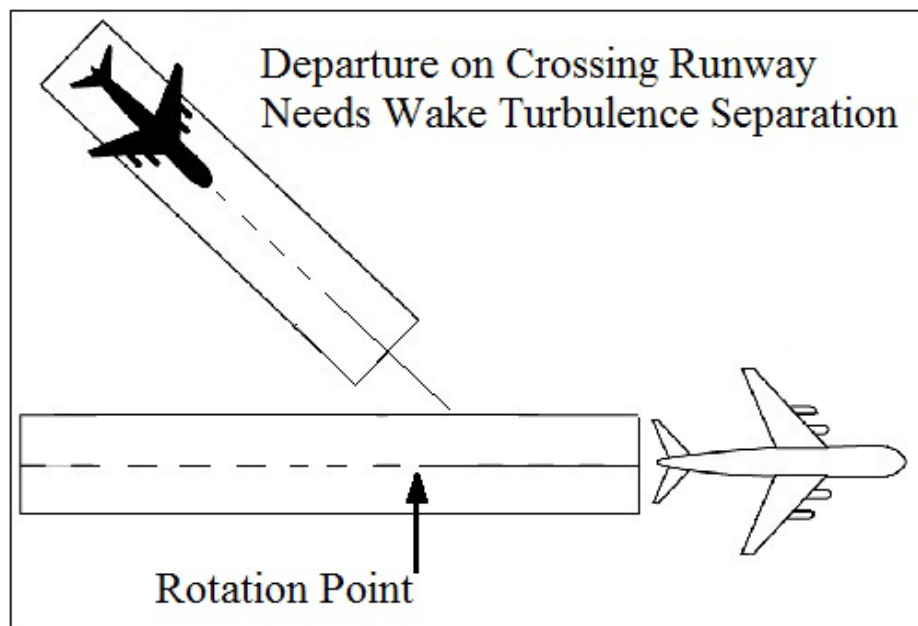 Departure on Crossing Runway
Needs Wake Turbulence Separation
Rotation Point